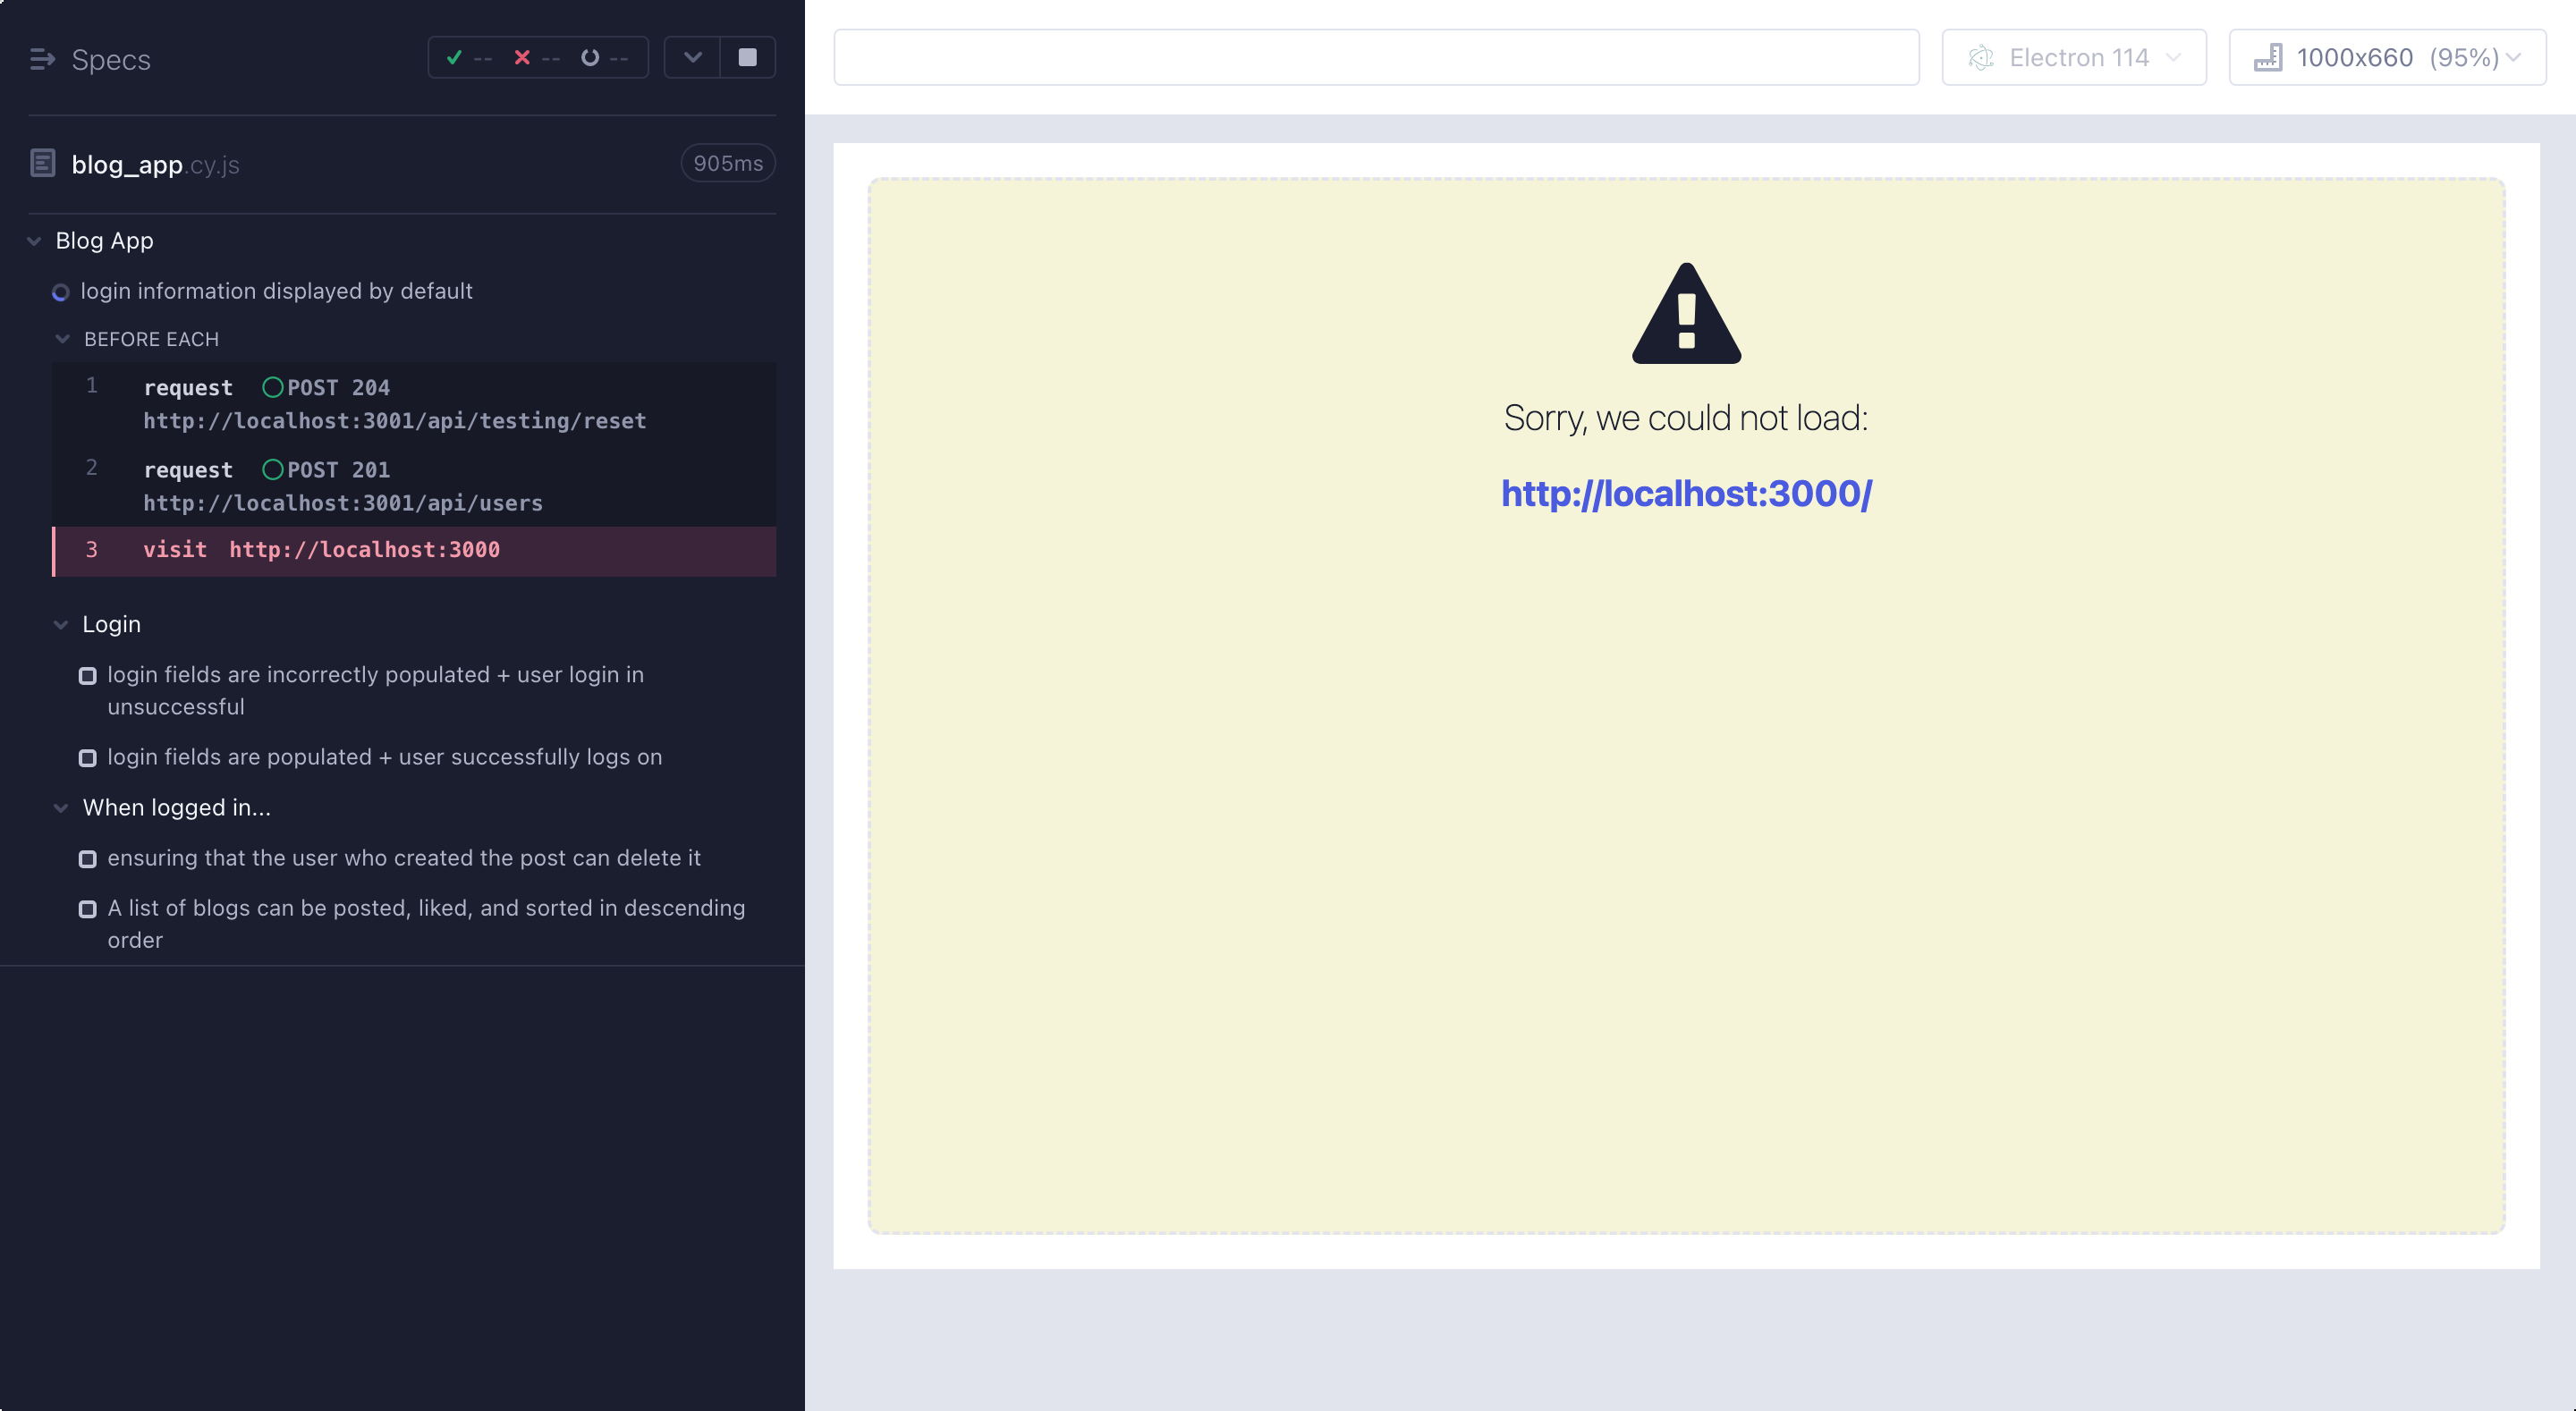 Specs
-- -- --
blog_app.cy.js
905ms
Blog App
login information displayed by default
BEFORE EACH
1 request POST 204
http://localhost:3001/api/testing/reset
2 request POST 201
http://localhost:3001/api/users
3 visit http://localhost:3000
Login
login fields are incorrectly populated + user login in
unsuccessful
login fields are populated + user successfully logs on
When logged in...
ensuring that the user who created the post can delete it
A list of blogs can be posted, liked, and sorted in descending
order
Electron 114
1000x660 (95%)
Sorry, we could not load:
http://localhost:3000/